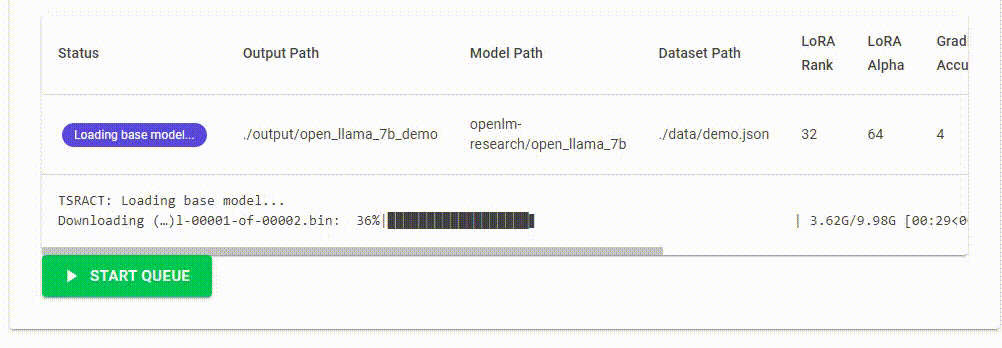 Status Output Path Model Path Dataset Path LoRA Rank LoRA Alpha Gradi Accu
Loading base model... ./output/open_llama_7b_demo openlm-research/open_llama_7b ./data/demo.json 32 64 4
TSRACT: Loading base model...
Downloading (…)l-00001-of-00002.bin: 36%| | 3.62G/9.98G [00:29<0
START QUEUE